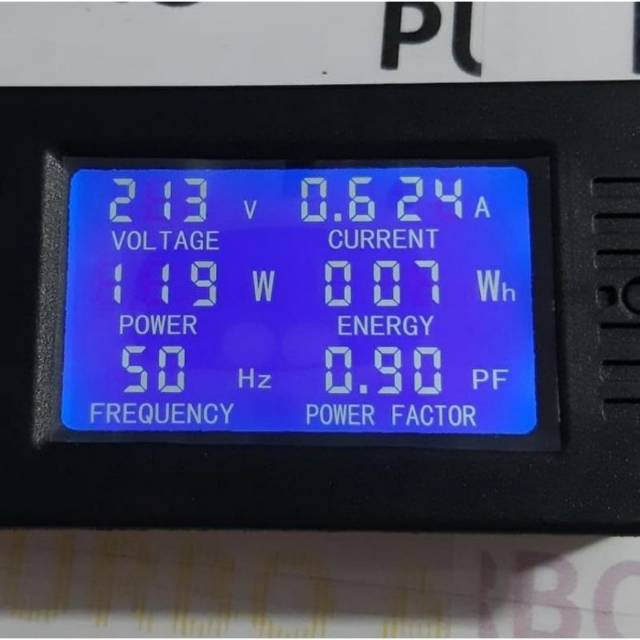 213 V 0.624 A
VOLTAGE CURRENT
119 W 007 Wh
POWER ENERGY
50 Hz 0.90 PF
FREQUENCY POWER FACTOR